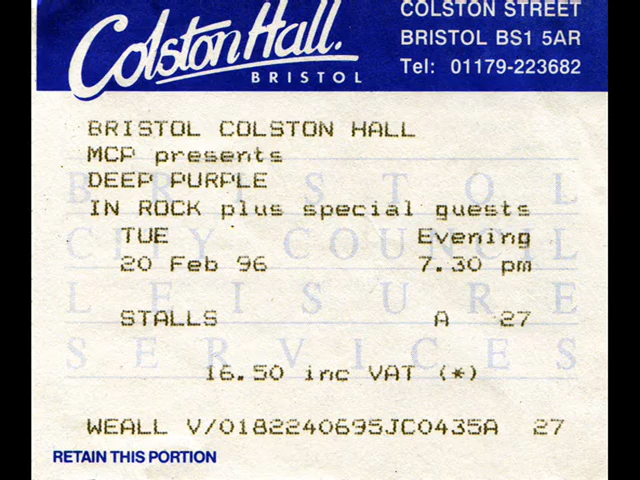 Colston Hall.
BRISTOL
COLSTON STREET
BRISTOL BS1 5AR
Tel: 01179-223682
BRISTOL COLSTON HALL
MCP presents
DEEP PURPLE
IN ROCK plus special guests
TUE Evening
20 Feb 96 7.30 pm
STALLS A 27
16.50 inc VAT (*)
WEALL V/0182240695JC0435A 27
RETAIN THIS PORTION
BRISTOL
CITY COUNCIL
LEISURE
SERVICES